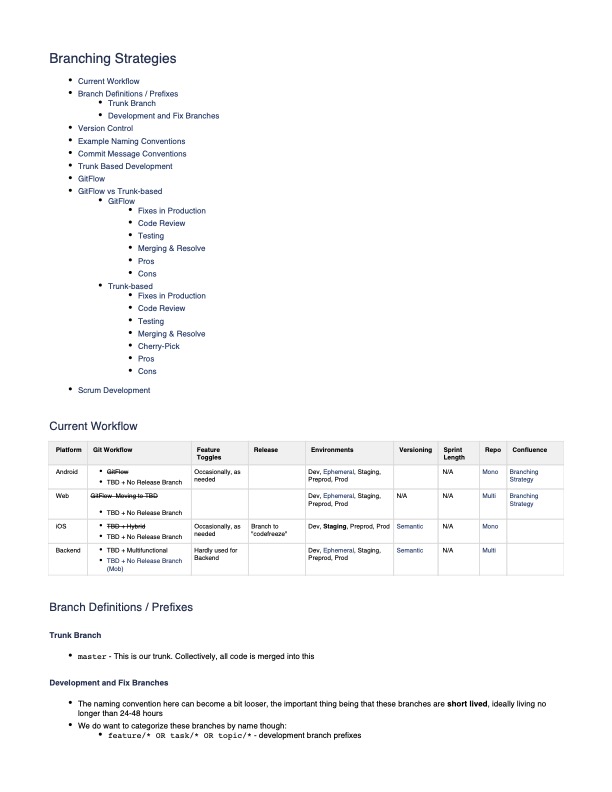 Branching Strategies
Current Workflow
Branch Definitions / Prefixes
Trunk Branch
Development and Fix Branches
Version Control
Example Naming Conventions
Commit Message Conventions
Trunk Based Development
GitFlow
GitFlow vs Trunk-based
GitFlow
Fixes in Production
Code Review
Testing
Merging & Resolve
Pros
Cons
Trunk-based
Fixes in Production
Code Review
Testing
Merging & Resolve
Cherry-Pick
Pros
Cons
Scrum Development
Current Workflow
Platform Git Workflow Feature Toggles Release Environments Versioning Sprint Length Repo Confluence
Android GitFlow Occasionally, as Dev, Ephemeral, Staging, N/A Mono Branching
TBD + No Release Branch needed Preprod, Prod Strategy
Web GitFlow Moving to TBD Dev, Ephemeral, Staging, N/A N/A Multi Branching
TBD + No Release Branch Preprod, Prod Strategy
iOS TBD + Hybrid Occasionally, as Branch to Dev, Staging, Preprod, Prod Semantic N/A Mono
TBD + No Release Branch needed "codefreeze"
Backend TBD + Multifunctional Hardly used for Dev, Ephemeral, Staging, Semantic N/A Multi
TBD + No Release Branch Backend Preprod, Prod
(Mob)
Branch Definitions / Prefixes
Trunk Branch
master - This is our trunk. Collectively, all code is merged into this
Development and Fix Branches
The naming convention here can become a bit looser, the important thing being that these branches are short lived, ideally living no
longer than 24-48 hours
We do want to categorize these branches by name though:
feature/* OR task/* OR topic/* - development branch prefixes